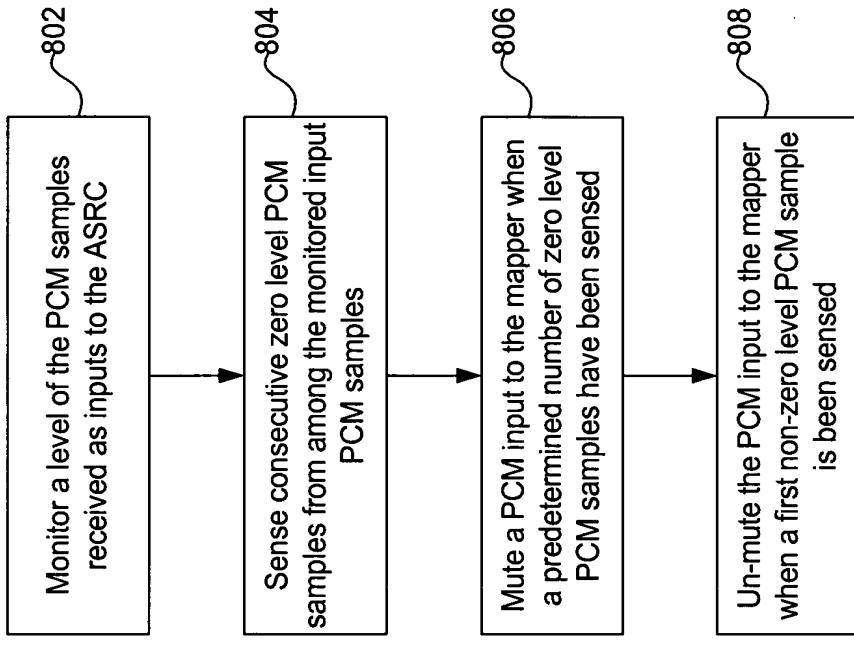 Monitor a level of the PCM samples
received as inputs to the ASRC
802
Sense consecutive zero level PCM
samples from among the monitored input
PCM samples
804
Mute a PCM input to the mapper when
a predetermined number of zero level
PCM samples have been sensed
806
Un-mute the PCM input to the mapper
when a first non-zero level PCM sample
is been sensed
808